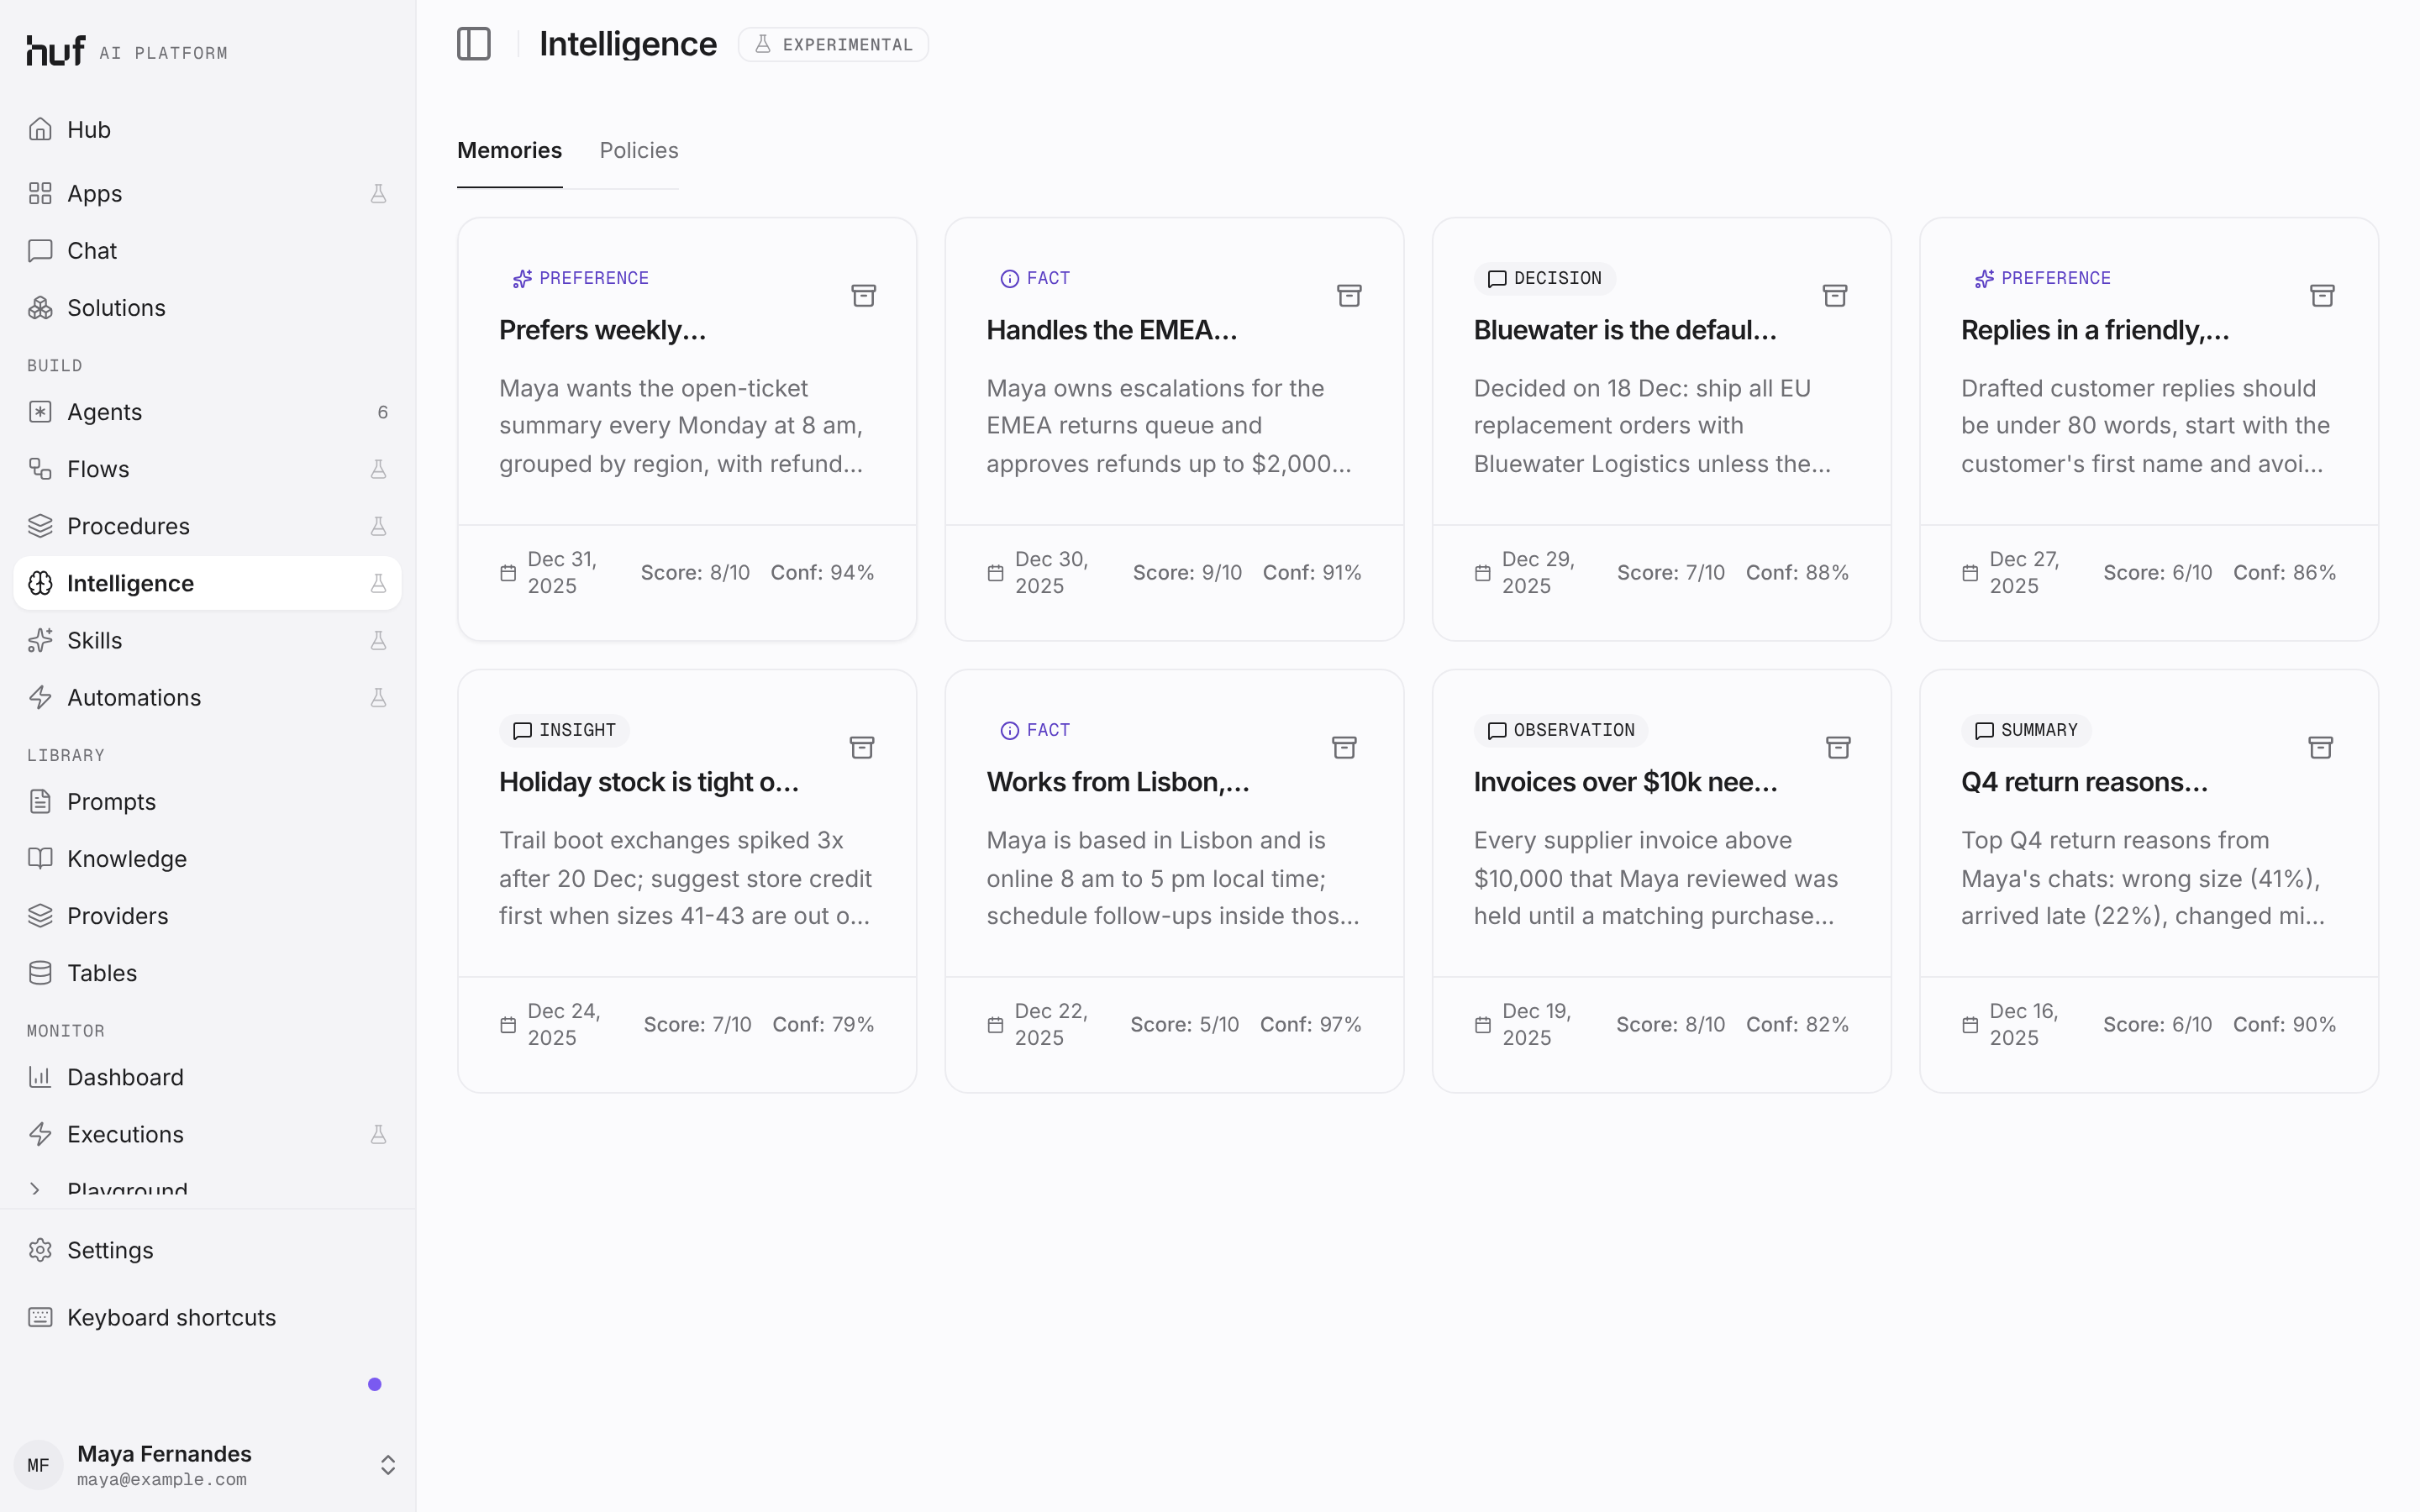 huf AI PLATFORM
Hub
Apps
Chat
Solutions
BUILD
Agents 6
Flows
Procedures
Intelligence
Skills
Automations
LIBRARY
Prompts
Knowledge
Providers
Tables
MONITOR
Dashboard
Executions
Playground
Settings
Keyboard shortcuts
MF
Maya Fernandes
maya@example.com
Intelligence EXPERIMENTAL
Memories Policies
PREFERENCE
Prefers weekly...
Maya wants the open-ticket
summary every Monday at 8 am,
grouped by region, with refund...
Dec 31,
2025
Score: 8/10 Conf: 94%
FACT
Handles the EMEA...
Maya owns escalations for the
EMEA returns queue and
approves refunds up to $2,000...
Dec 30,
2025
Score: 9/10 Conf: 91%
DECISION
Bluewater is the defaul...
Decided on 18 Dec: ship all EU
replacement orders with
Bluewater Logistics unless the...
Dec 29,
2025
Score: 7/10 Conf: 88%
PREFERENCE
Replies in a friendly,...
Drafted customer replies should
be under 80 words, start with the
customer's first name and avoi...
Dec 27,
2025
Score: 6/10 Conf: 86%
INSIGHT
Holiday stock is tight o...
Trail boot exchanges spiked 3x
after 20 Dec; suggest store credit
first when sizes 41-43 are out o...
Dec 24,
2025
Score: 7/10 Conf: 79%
FACT
Works from Lisbon,...
Maya is based in Lisbon and is
online 8 am to 5 pm local time;
schedule follow-ups inside thos...
Dec 22,
2025
Score: 5/10 Conf: 97%
OBSERVATION
Invoices over $10k nee...
Every supplier invoice above
$10,000 that Maya reviewed was
held until a matching purchase...
Dec 19,
2025
Score: 8/10 Conf: 82%
SUMMARY
Q4 return reasons...
Top Q4 return reasons from
Maya's chats: wrong size (41%),
arrived late (22%), changed mi...
Dec 16,
2025
Score: 6/10 Conf: 90%